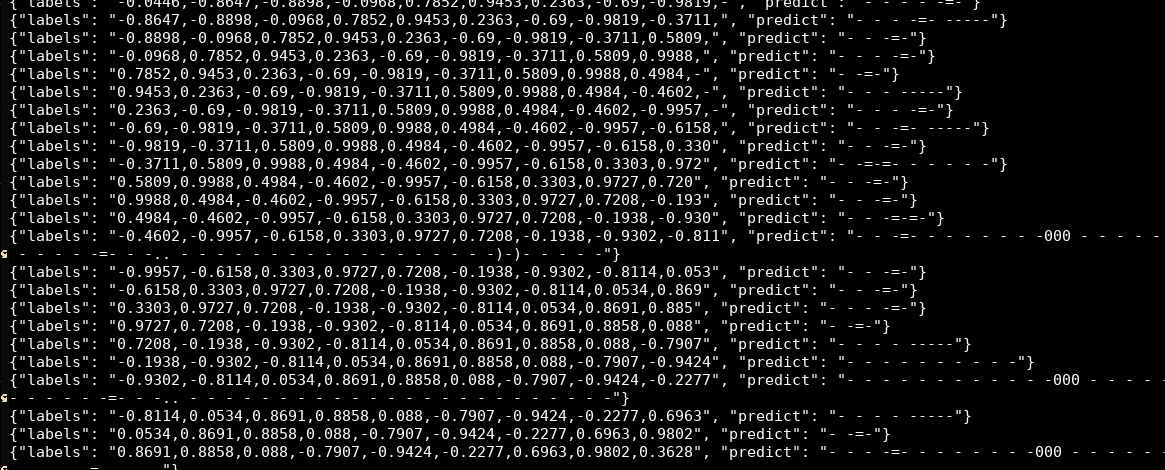 {"labels": "-0.0446,-0.8647,-0.8898,-0.0968,0.7852,0.9453,0.2363,-0.69,-0.9819,-", "predict": "- - - - -=- "}
{"labels": "-0.8647,-0.8898,-0.0968,0.7852,0.9453,0.2363,-0.69,-0.9819,-0.3711,", "predict": "- - - -=- -----"}
{"labels": "-0.8898,-0.0968,0.7852,0.9453,0.2363,-0.69,-0.9819,-0.3711,0.5809,", "predict": "- - -=-"}
{"labels": "-0.0968,0.7852,0.9453,0.2363,-0.69,-0.9819,-0.3711,0.5809,0.9988,", "predict": "- - - -=-"}
{"labels": "0.7852,0.9453,0.2363,-0.69,-0.9819,-0.3711,0.5809,0.9988,0.4984,-", "predict": "- -=-"}
{"labels": "0.9453,0.2363,-0.69,-0.9819,-0.3711,0.5809,0.9988,0.4984,-0.4602,-", "predict": "- - - -----"}
{"labels": "0.2363,-0.69,-0.9819,-0.3711,0.5809,0.9988,0.4984,-0.4602,-0.9957,-", "predict": "- - - -=-"}
{"labels": "-0.69,-0.9819,-0.3711,0.5809,0.9988,0.4984,-0.4602,-0.9957,-0.6158,", "predict": "- - -=- -----"}
{"labels": "-0.9819,-0.3711,0.5809,0.9988,0.4984,-0.4602,-0.9957,-0.6158,0.330", "predict": "- - - -=-"}
{"labels": "-0.3711,0.5809,0.9988,0.4984,-0.4602,-0.9957,-0.6158,0.3303,0.972", "predict": "- -=-=- - - - - -"}
{"labels": "0.5809,0.9988,0.4984,-0.4602,-0.9957,-0.6158,0.3303,0.9727,0.720", "predict": "- - -=-"}
{"labels": "0.9988,0.4984,-0.4602,-0.9957,-0.6158,0.3303,0.9727,0.7208,-0.193", "predict": "- - -=-"}
{"labels": "0.4984,-0.4602,-0.9957,-0.6158,0.3303,0.9727,0.7208,-0.1938,-0.930", "predict": "- - -=-=-"}
{"labels": "-0.4602,-0.9957,-0.6158,0.3303,0.9727,0.7208,-0.1938,-0.9302,-0.811", "predict": "- - -=- - - - - - - -000 - - - - -
- - - - - -=- - -.. - - - - - - - - - - - - - - - - - -)-)- - - - -"}
{"labels": "-0.9957,-0.6158,0.3303,0.9727,0.7208,-0.1938,-0.9302,-0.8114,0.053", "predict": "- - -=-"}
{"labels": "-0.6158,0.3303,0.9727,0.7208,-0.1938,-0.9302,-0.8114,0.0534,0.869", "predict": "- - - -=-"}
{"labels": "0.3303,0.9727,0.7208,-0.1938,-0.9302,-0.8114,0.0534,0.8691,0.885", "predict": "- - - -=-"}
{"labels": "0.9727,0.7208,-0.1938,-0.9302,-0.8114,0.0534,0.8691,0.8858,0.088", "predict": "- -=-"}
{"labels": "0.7208,-0.1938,-0.9302,-0.8114,0.0534,0.8691,0.8858,0.088,-0.7907", "predict": "- - - - -----"}
{"labels": "-0.1938,-0.9302,-0.8114,0.0534,0.8691,0.8858,0.088,-0.7907,-0.9424", "predict": "- - - - - - - - - - -"}
{"labels": "-0.9302,-0.8114,0.0534,0.8691,0.8858,0.088,-0.7907,-0.9424,-0.2277", "predict": "- - - - - - - - - - - -000 - - - - -
- - - - - -=- - -.. - - - - - - - - - - - - - - - - - - - - - - - -"}
{"labels": "-0.8114,0.0534,0.8691,0.8858,0.088,-0.7907,-0.9424,-0.2277,0.6963", "predict": "- - - - -----"}
{"labels": "0.0534,0.8691,0.8858,0.088,-0.7907,-0.9424,-0.2277,0.6963,0.9802", "predict": "- -=-"}
{"labels": "0.8691,0.8858,0.088,-0.7907,-0.9424,-0.2277,0.6963,0.9802,0.3628", "predict": "- - - -=- - - - - - - -000 - - - - -